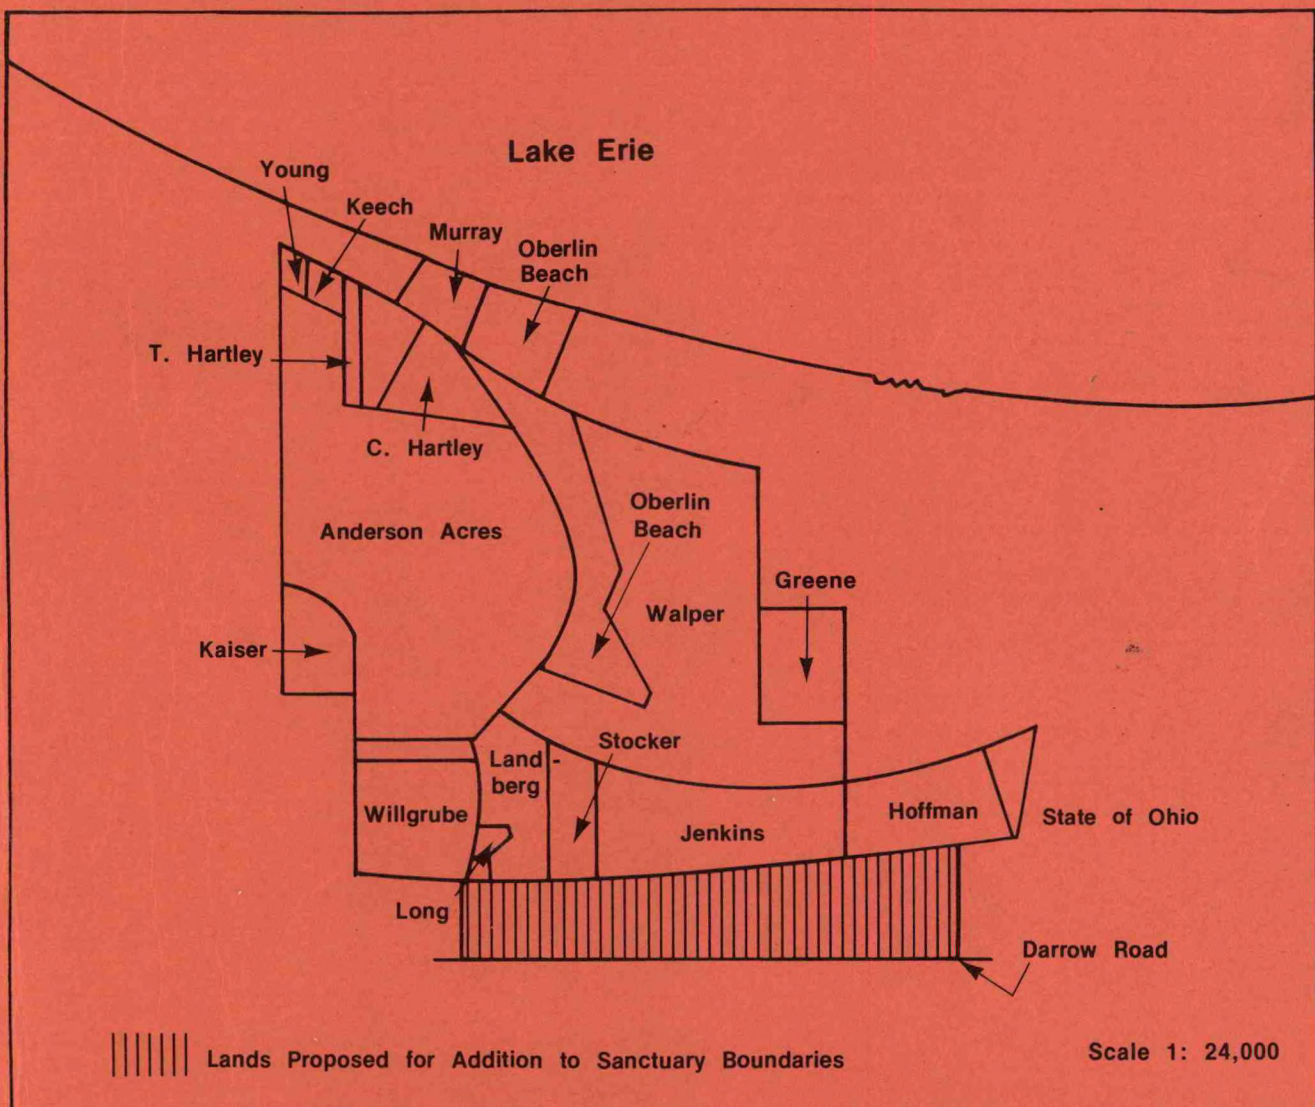 Lake Erie
Young
Keech
Murray
Oberlin
Beach
T. Hartley
C. Hartley
Oberlin
Beach
Anderson Acres
Greene
Walper
Kaiser
Stocker
Land-
berg
Willgrube
Hoffman
State of Ohio
Jenkins
Long
Darrow Road
Lands Proposed for Addition to Sanctuary Boundaries
Scale 1: 24,000